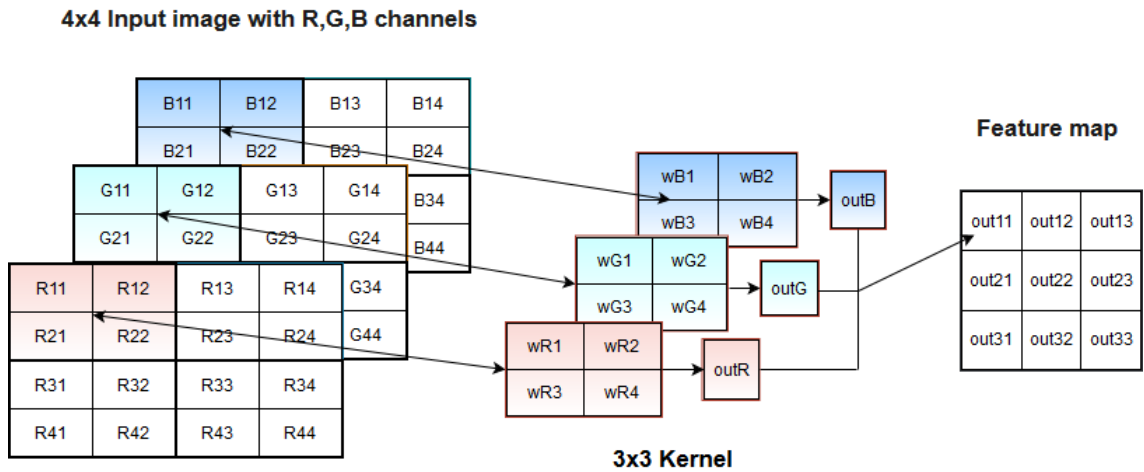 4x4 Input image with R,G,B channels
B11 B12 B13 B14
B21 B22 B23 B24
B34
B44
G11 G12 G13 G14
G21 G22 G23 G24
G34
G44
R11 R12 R13 R14
R21 R22 R23 R24
R31 R32 R33 R34
R41 R42 R43 R44
wB1 wB2
wB3 wB4
outB
wG1 wG2
wG3 wG4
outG
wR1 wR2
wR3 wR4
outR
3x3 Kernel
Feature map
out11 out12 out13
out21 out22 out23
out31 out32 out33